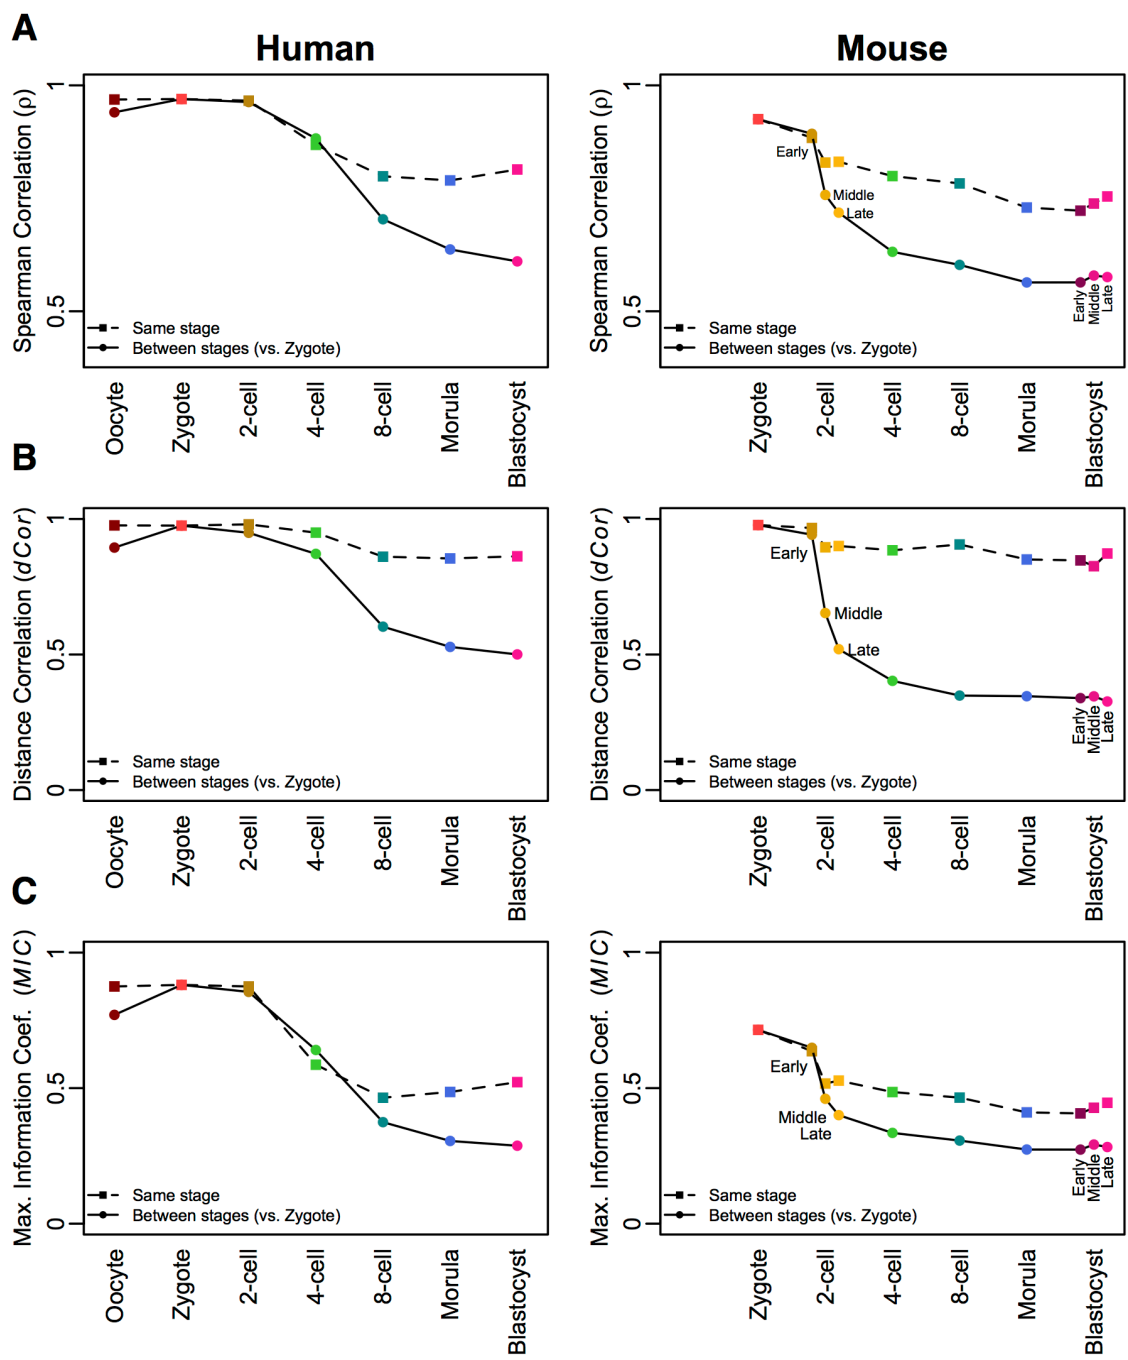 A
Human
Mouse
Spearman Correlation (ρ)
1
0.5
Same stage
Between stages (vs. Zygote)
Oocyte
Zygote
2-cell
4-cell
8-cell
Morula
Blastocyst
Spearman Correlation (ρ)
1
0.5
Early
Middle
Late
Early
Middle
Late
Same stage
Between stages (vs. Zygote)
Zygote
2-cell
4-cell
8-cell
Morula
Blastocyst
B
Distance Correlation (dCor)
1
0.5
0
Same stage
Between stages (vs. Zygote)
Oocyte
Zygote
2-cell
4-cell
8-cell
Morula
Blastocyst
Distance Correlation (dCor)
1
0.5
0
Early
Middle
Late
Early
Middle
Late
Same stage
Between stages (vs. Zygote)
Zygote
2-cell
4-cell
8-cell
Morula
Blastocyst
C
Max. Information Coef. (MIC)
1
0.5
0
Same stage
Between stages (vs. Zygote)
Oocyte
Zygote
2-cell
4-cell
8-cell
Morula
Blastocyst
Max. Information Coef. (MIC)
1
0.5
0
Early
Middle
Late
Early
Middle
Late
Same stage
Between stages (vs. Zygote)
Zygote
2-cell
4-cell
8-cell
Morula
Blastocyst